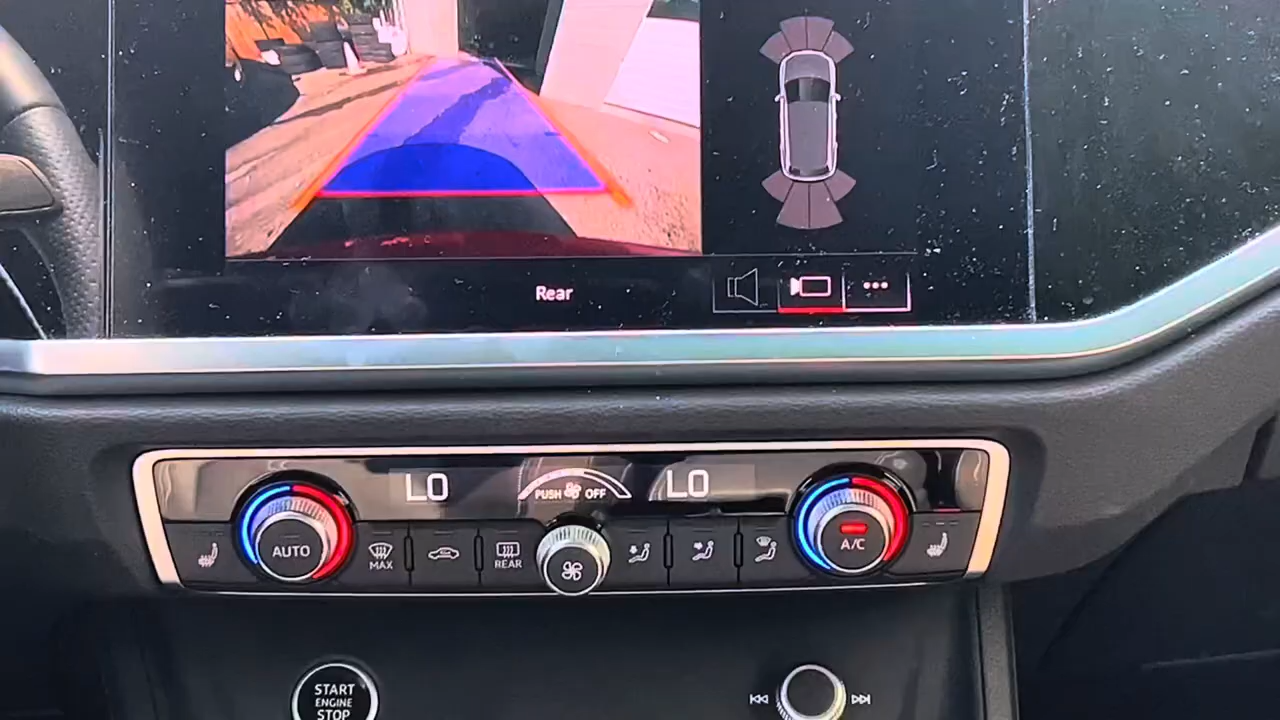 Rear
LO
PUSH OFF
LO
AUTO
MAX
REAR
A/C
START
ENGINE
STOP